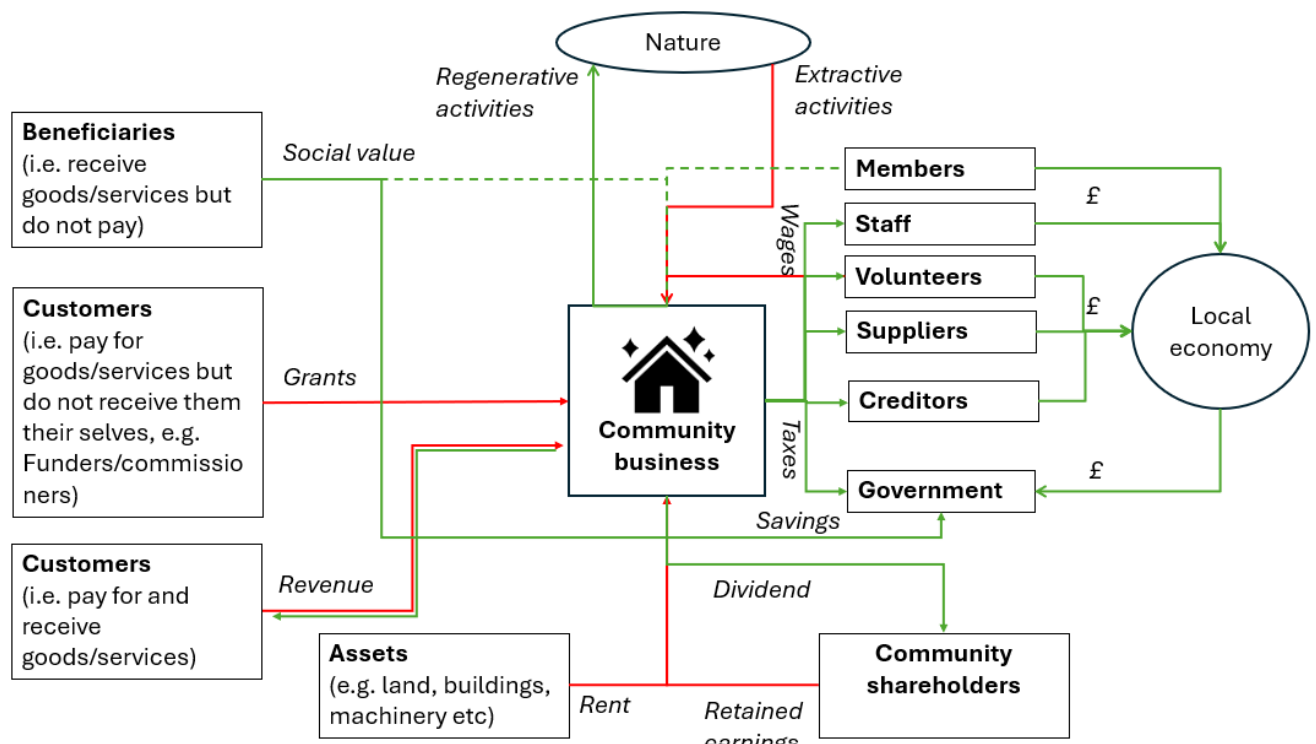 Nature
Regenerative
activities
Extractive
activities
Beneficiaries
(i.e. receive
goods/services but
do not pay)
Social value
Members
£
Wages
Staff
Volunteers
£
Suppliers
Local
economy
Customers
(i.e. pay for
goods/services but
do not receive them
their selves, e.g.
Funders/commissio
ners)
Grants
Community
business
Creditors
Taxes
Government
£
Savings
Customers
(i.e. pay for and
receive
goods/services)
Revenue
Dividend
Assets
(e.g. land, buildings,
machinery etc)
Rent
Retained
earnings
Community
shareholders